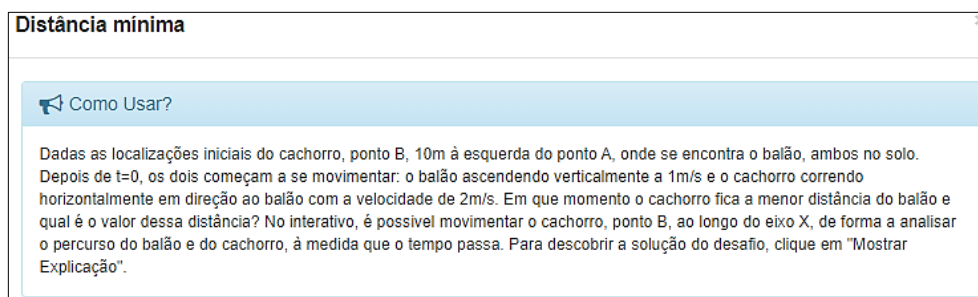 Distância mínima
Como Usar?
Dadas as localizações iniciais do cachorro, ponto B, 10m à esquerda do ponto A, onde se encontra o balão, ambos no solo.
Depois de t=0, os dois começam a se movimentar: o balão ascendendo verticalmente a 1m/s e o cachorro correndo
horizontalmente em direção ao balão com a velocidade de 2m/s. Em que momento o cachorro fica a menor distância do balão e
qual é o valor dessa distância? No interativo, é possivel movimentar o cachorro, ponto B, ao longo do eixo X, de forma a analisar
o percurso do balão e do cachorro, à medida que o tempo passa. Para descobrir a solução do desafio, clique em "Mostrar
Explicação".